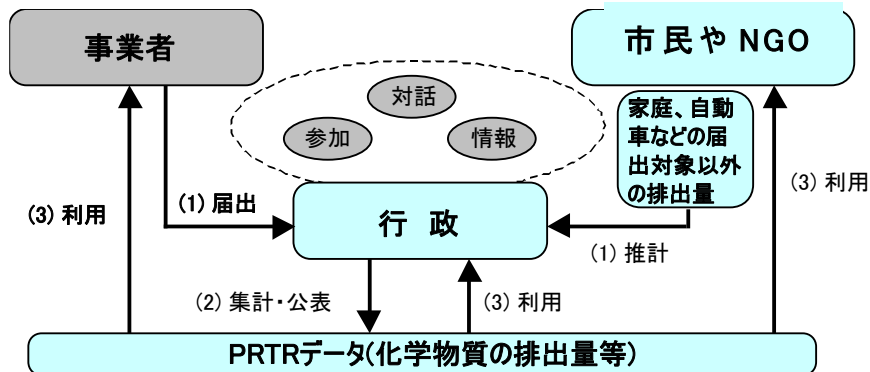 事業者
市民や NGO
対話
参加
情報
家庭、自動
車などの届
出対象以外
の排出量
(3) 利用
(1) 届出
行 政
(3) 利用
(1) 推計
(2) 集計・公表
(3) 利用
PRTRデータ(化学物質の排出量等)